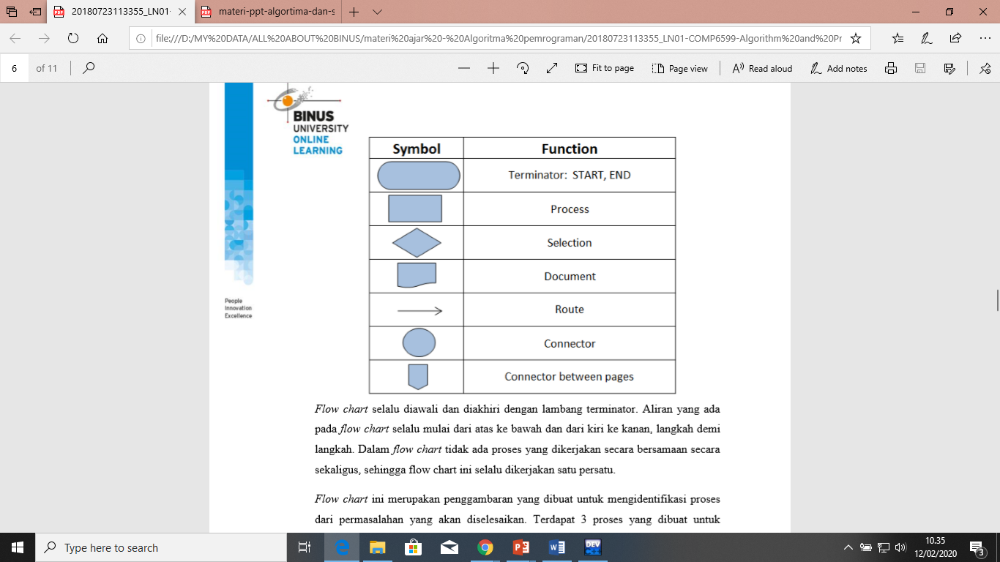 20180723113355_LN01-
materi-ppt-algortima-dan-s
file:///D:/MY%20DATA/ALL%20ABOUT%20BINUS/materi%20ajar%20-%20Algoritma%20pemrograman/20180723113355_LN01-COMP6599-Algorithm%20and%20Pr
6 of 11
Fit to page
Page view
Read aloud
Add notes
BINUS
UNIVERSITY
ONLINE
LEARNING
People
Innovation
Excellence
Symbol Function
Terminator: START, END
Process
Selection
Document
Route
Connector
Connector between pages
Flow chart selalu diawali dan diakhiri dengan lambang terminator. Aliran yang ada
pada flow chart selalu mulai dari atas ke bawah dan dari kiri ke kanan, langkah demi
langkah. Dalam flow chart tidak ada proses yang dikerjakan secara bersamaan secara
sekaligus, sehingga flow chart ini selalu dikerjakan satu persatu.
Flow chart ini merupakan penggambaran yang dibuat untuk mengidentifikasi proses
dari permasalahan yang akan diselesaikan. Terdapat 3 proses yang dibuat untuk
Type here to search
DEV
10.35
12/02/2020
3